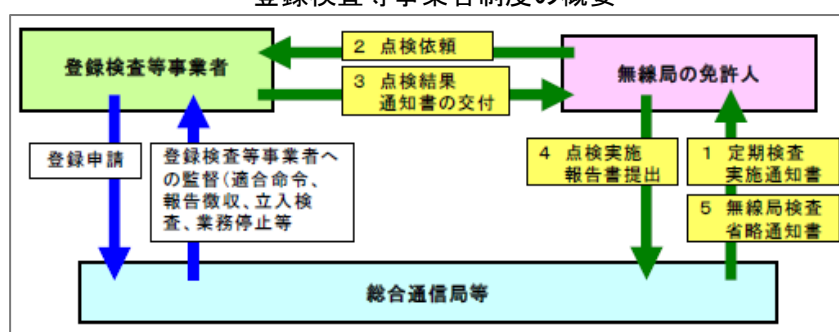 登録検査等事業者制度の概要
登録検査等事業者
2 点検依頼
3 点検結果
通知書の交付
無線局の免許人
登録申請
登録検査等事業者へ
の監督(適合命令、
報告徴収、立入検
査、業務停止等
4 点検実施
報告書提出
1 定期検査
実施通知書
5 無線局検査
省略通知書
総合通信局等